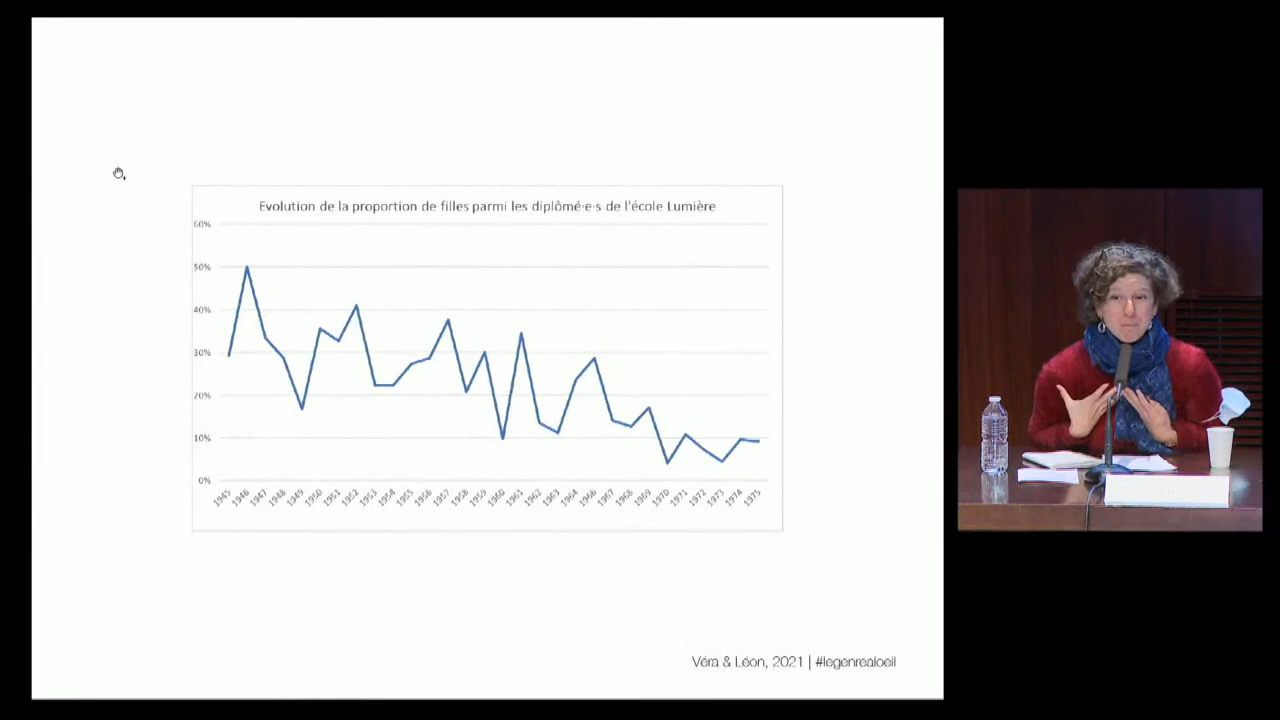 Evolution de la proportion de filles parmi les diplômé·e·s de l'école Lumière
60%
50%
40%
30%
20%
10%
0%
1945 1946 1947 1948 1949 1950 1951 1952 1953 1954 1955 1956 1957 1958 1959 1960 1961 1962 1963 1964 1966 1967 1968 1969 1970 1971 1972 1973 1974 1975
Véra & Léon, 2021 | #legenrealoeil